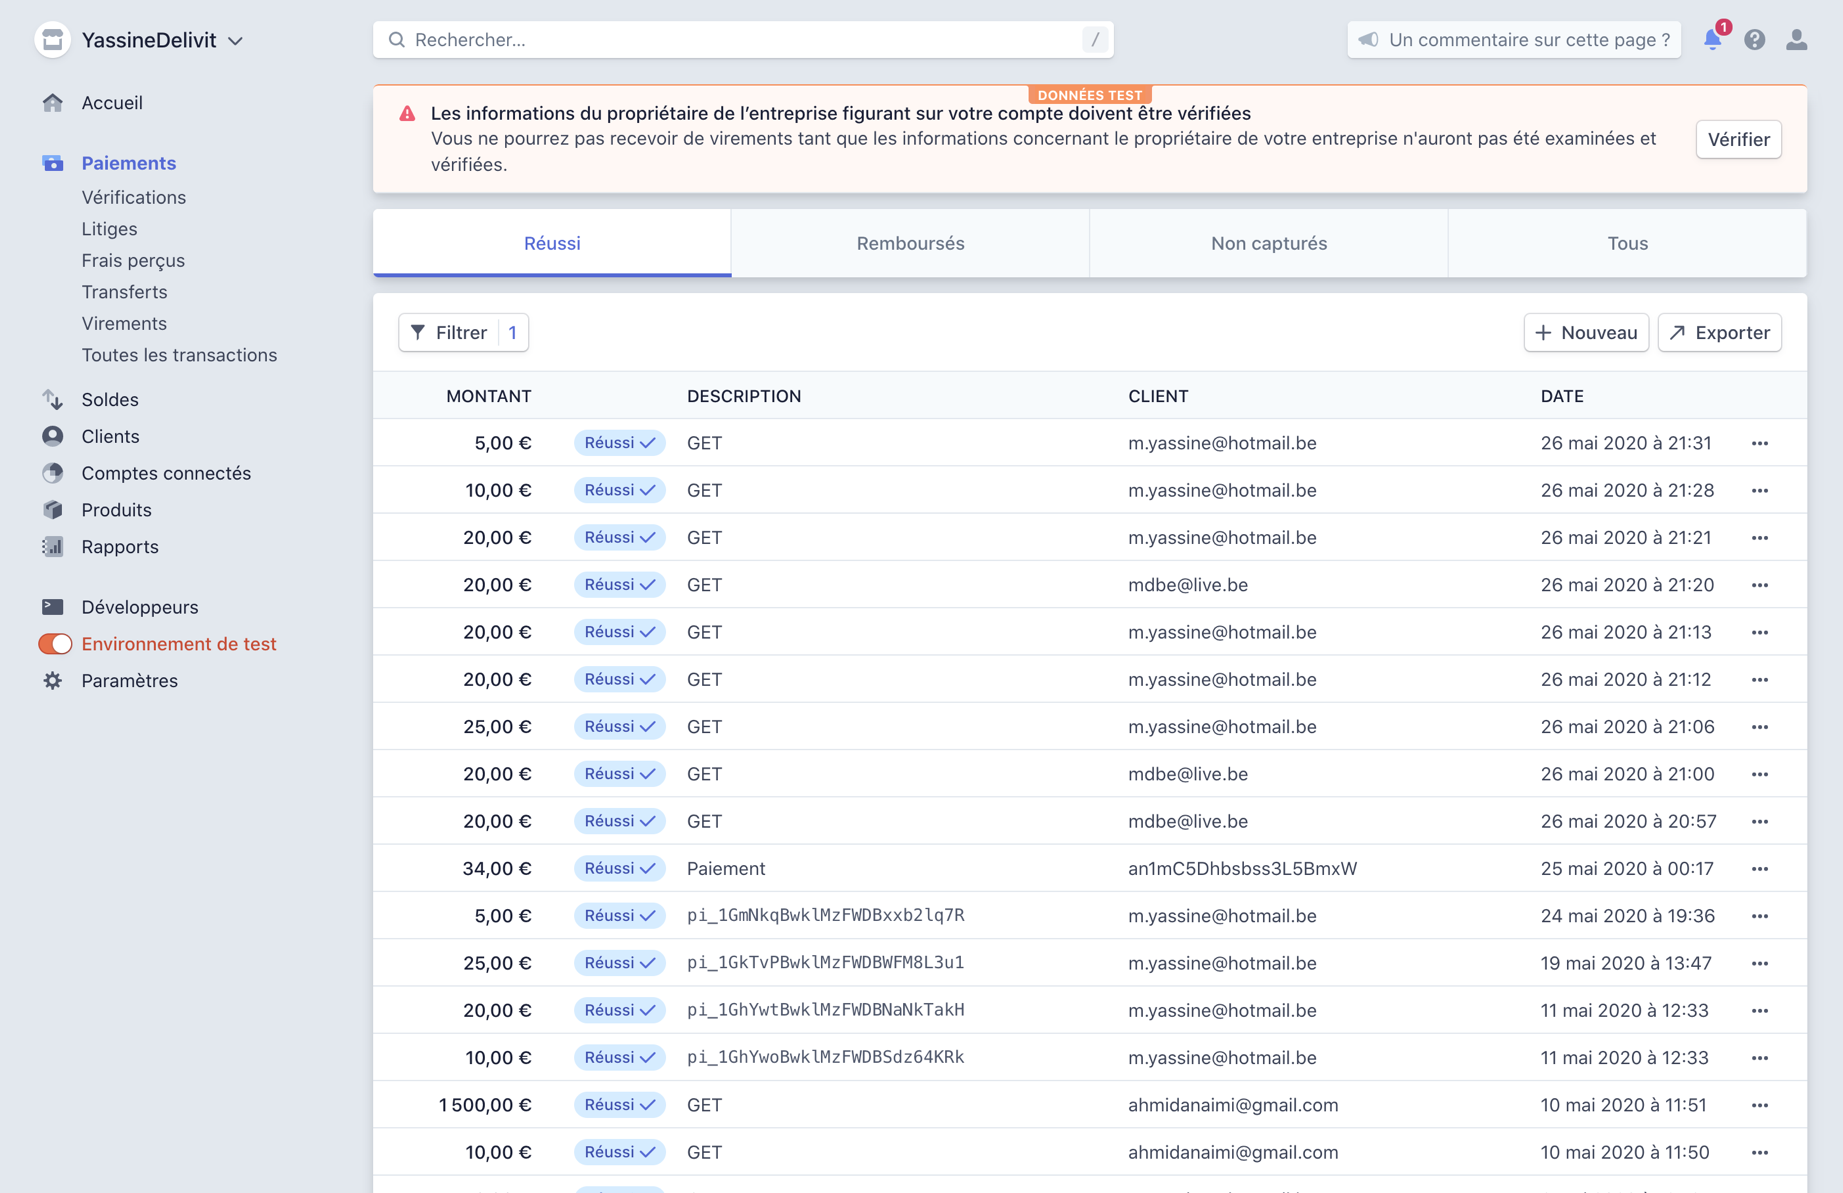 YassineDelivit
Rechercher...
/
Un commentaire sur cette page ?
1
Accueil
Paiements
Vérifications
Litiges
Frais perçus
Transferts
Virements
Toutes les transactions
Soldes
Clients
Comptes connectés
Produits
Rapports
Développeurs
Environnement de test
Paramètres
DONNÉES TEST
Les informations du propriétaire de l’entreprise figurant sur votre compte doivent être vérifiées
Vous ne pourrez pas recevoir de virements tant que les informations concernant le propriétaire de votre entreprise n'auront pas été examinées et
vérifiées.
Vérifier
Réussi
Remboursés
Non capturés
Tous
Filtrer 1
Nouveau
Exporter
MONTANT DESCRIPTION CLIENT DATE
5,00 € Réussi GET m.yassine@hotmail.be 26 mai 2020 à 21:31
10,00 € Réussi GET m.yassine@hotmail.be 26 mai 2020 à 21:28
20,00 € Réussi GET m.yassine@hotmail.be 26 mai 2020 à 21:21
20,00 € Réussi GET mdbe@live.be 26 mai 2020 à 21:20
20,00 € Réussi GET m.yassine@hotmail.be 26 mai 2020 à 21:13
20,00 € Réussi GET m.yassine@hotmail.be 26 mai 2020 à 21:12
25,00 € Réussi GET m.yassine@hotmail.be 26 mai 2020 à 21:06
20,00 € Réussi GET mdbe@live.be 26 mai 2020 à 21:00
20,00 € Réussi GET mdbe@live.be 26 mai 2020 à 20:57
34,00 € Réussi Paiement an1mC5Dhbsbss3L5BmxW 25 mai 2020 à 00:17
5,00 € Réussi pi_1GmNkqBwklMzFWDBxxb2lq7R m.yassine@hotmail.be 24 mai 2020 à 19:36
25,00 € Réussi pi_1GkTvPBwklMzFWDBWFM8L3u1 m.yassine@hotmail.be 19 mai 2020 à 13:47
20,00 € Réussi pi_1GhYwtBwklMzFWDBNaNkTakH m.yassine@hotmail.be 11 mai 2020 à 12:33
10,00 € Réussi pi_1GhYwoBwklMzFWDBSdz64KRk m.yassine@hotmail.be 11 mai 2020 à 12:33
1 500,00 € Réussi GET ahmidanaimi@gmail.com 10 mai 2020 à 11:51
10,00 € Réussi GET ahmidanaimi@gmail.com 10 mai 2020 à 11:50